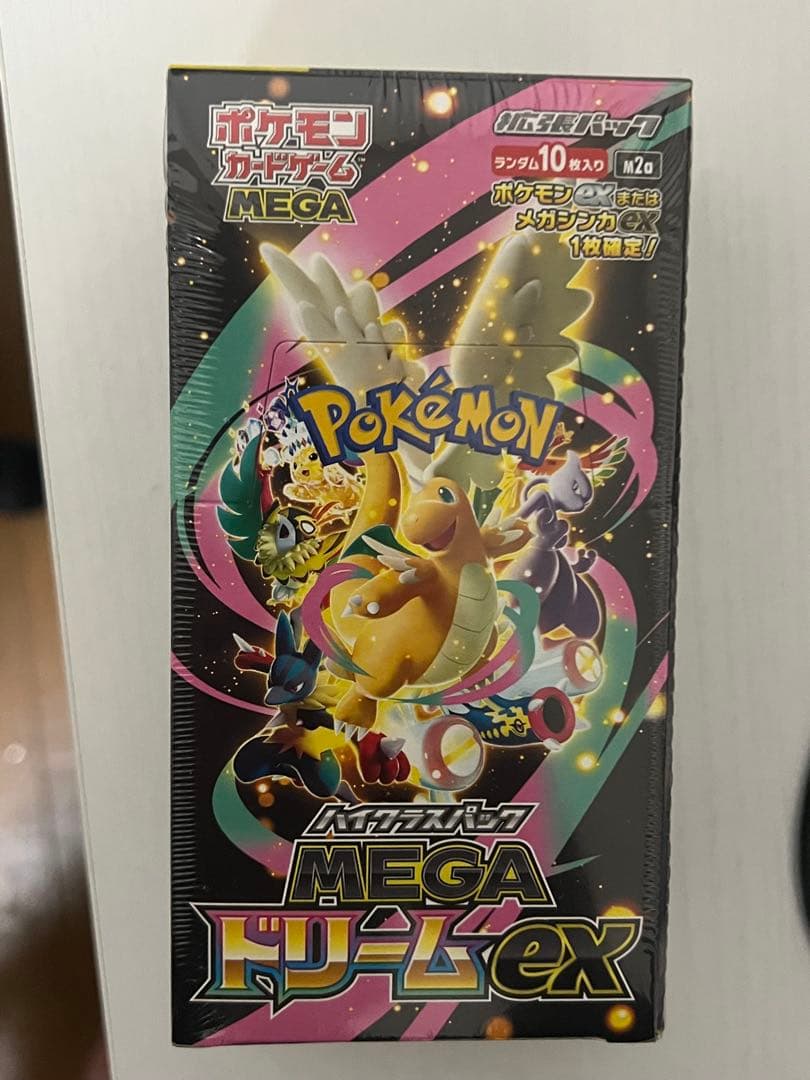 ポケモン
カードゲーム™
MEGA
拡張パック
ランダム10枚入り
M2a
ポケモンexまたは
メガシンカex
1枚確定!
POKéMON
ハイクラスパック
MEGA
ドリームex